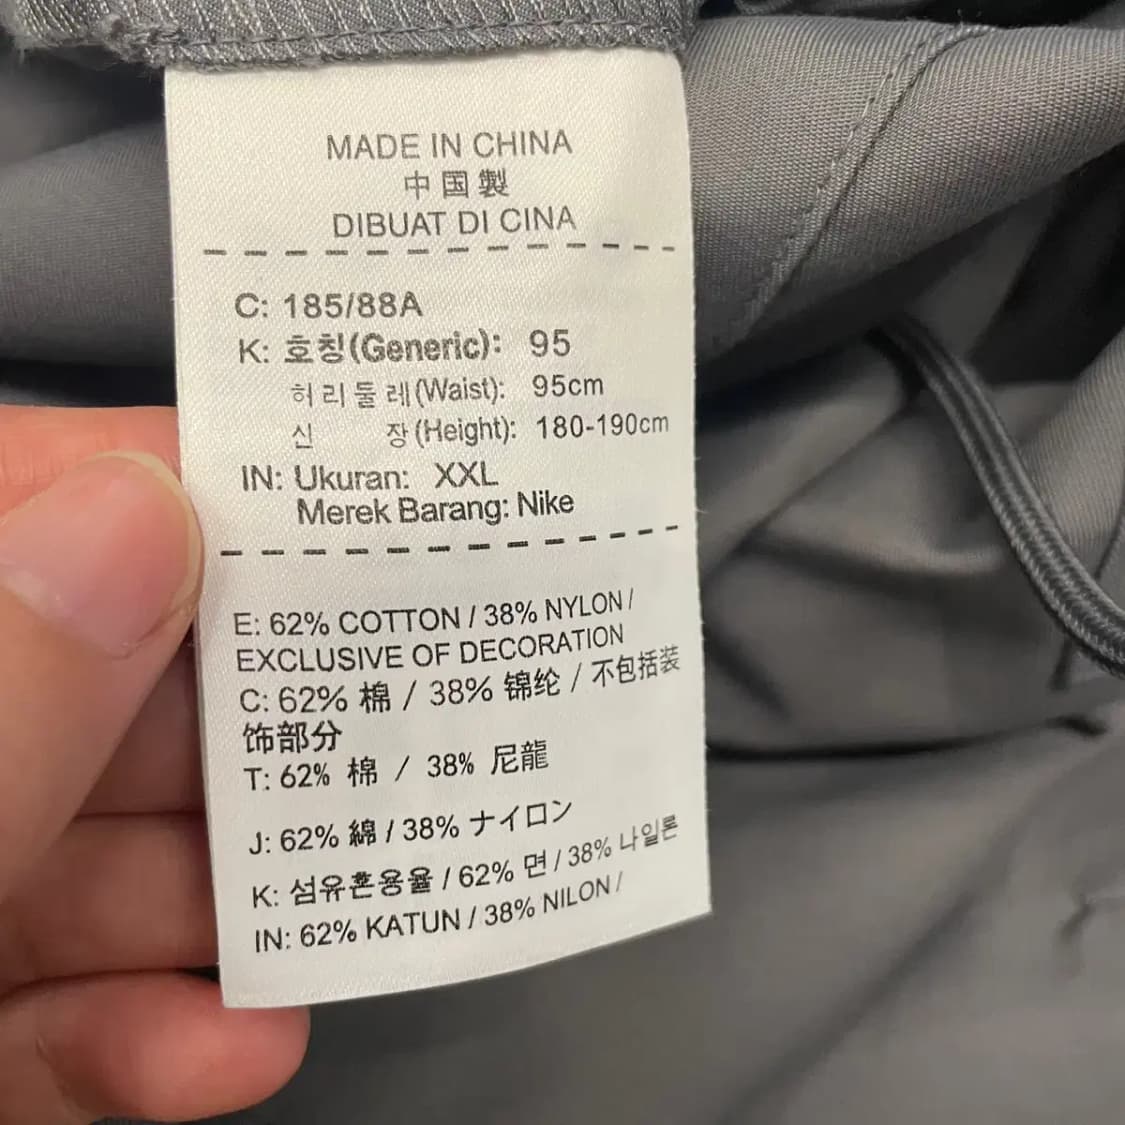 MADE IN CHINA
中国製
DIBUAT DI CINA
C: 185/88A
K: 호칭(Generic): 95
허리둘레(Waist): 95cm
신 장(Height): 180-190cm
IN: Ukuran: XXL
Merek Barang: Nike
E: 62% COTTON / 38% NYLON /
EXCLUSIVE OF DECORATION
C: 62% 棉 / 38% 锦纶 / 不包括装
饰部分
T: 62% 棉 / 38% 尼龍
J: 62% 綿 / 38% ナイロン
K: 섬유혼용율 / 62% 면 / 38% 나일론
IN: 62% KATUN / 38% NILON /